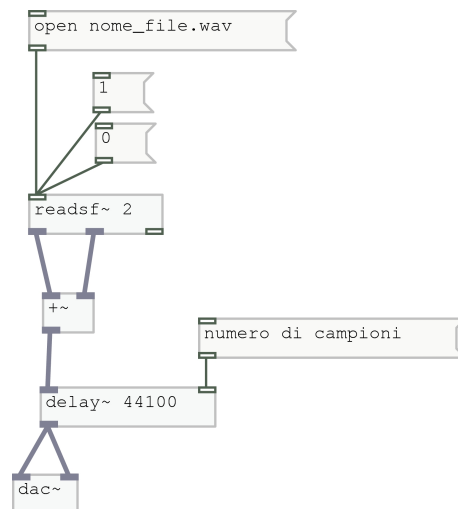 open nome_file.wav
1
0
readsf~ 2
+~
numero di campioni
delay~ 44100
dac~